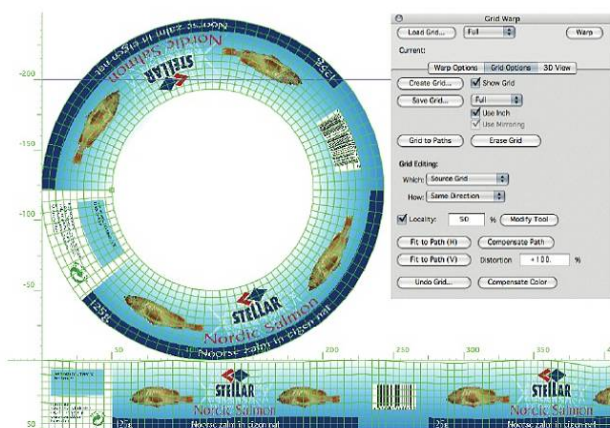 Grid Warp
Load Grid...
Full
Warp
Current:
Warp Options
Grid Options
3D View
Create Grid...
Show Grid
Save Grid...
Full
Use Inch
Use Mirroring
Grid to Paths
Erase Grid
Grid Editing:
Which: Source Grid
How: Same Direction
Locality: 50 % Modify Tool
Fit to Path (H)
Compensate Path
Fit to Path (V)
Distortion +100. %
Undo Grid...
Compensate Color
-200
-150
-100
-50
Noorse zalm in eigen nat
Nordic Salmon
STELLAR
125g
125g
STELLAR
Nordic Salmon
Noorse zalm in eigen nat
50
100
150
200
250
300
350
50
STELLAR
Nordic Salmon
125g
Noorse zalm in eigen nat
STELLAR
Nordic Salmon
Noorse zalm in eigen